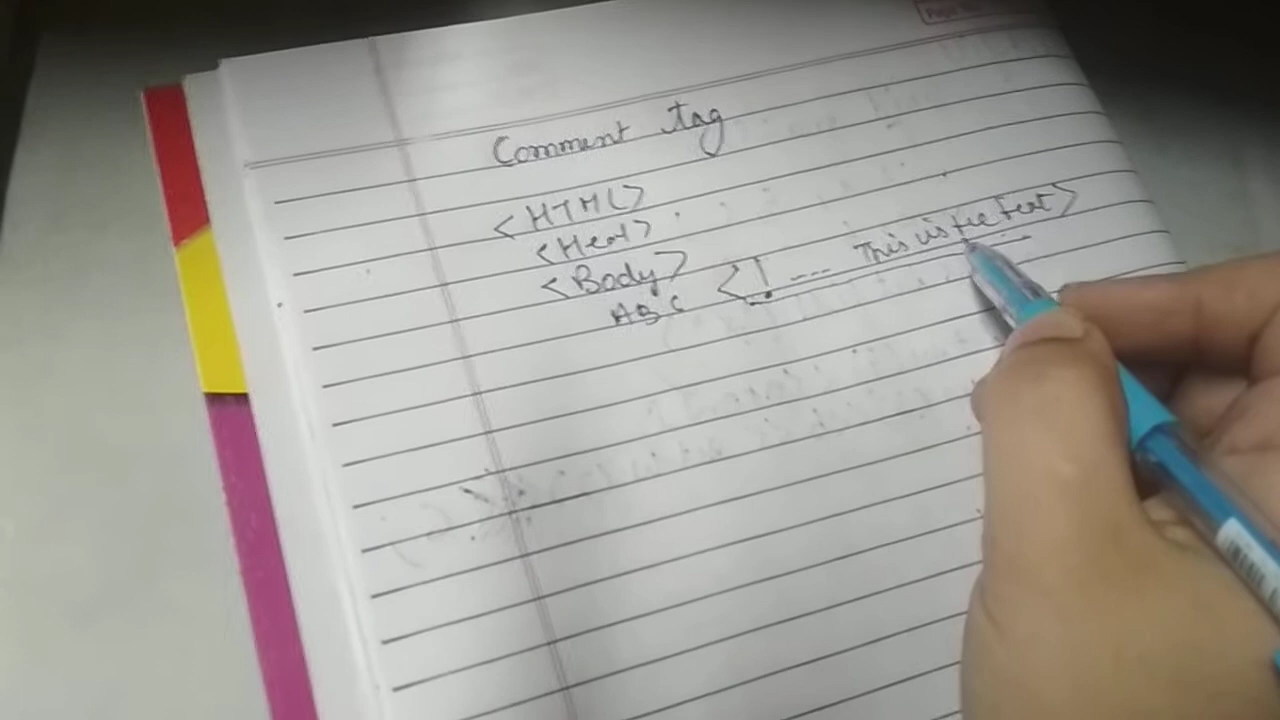 Comment tag
<HTML>
<Head>
<Body>
ABC <! --- This is the Text>